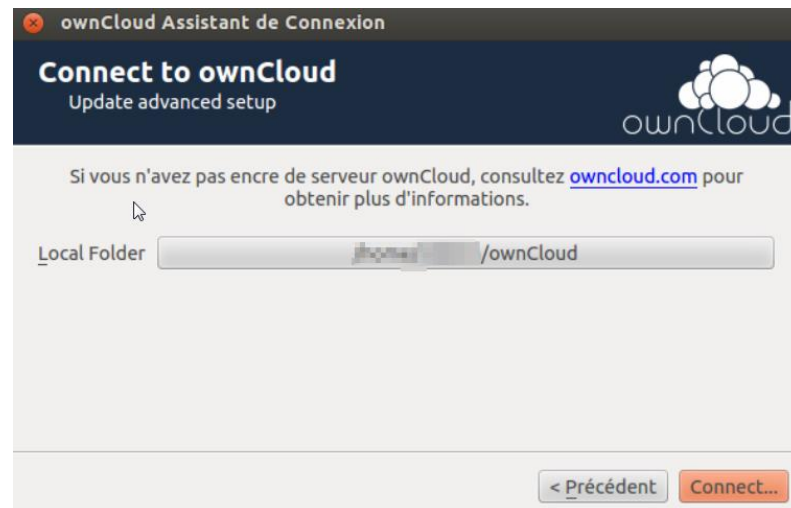 ownCloud Assistant de Connexion
Connect to ownCloud
Update advanced setup
ownCloud
Si vous n'avez pas encre de serveur ownCloud, consultez owncloud.com pour
obtenir plus d'informations.
Local Folder /ownCloud
< Précédent Connect...